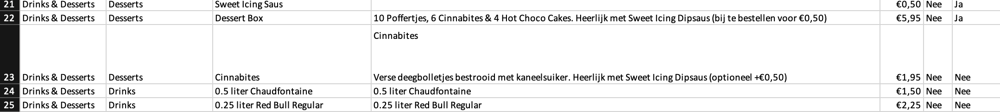 21 Drinks & Desserts Desserts Sweet Icing Saus €0,50 Nee Ja
22 Drinks & Desserts Desserts Dessert Box 10 Poffertjes, 6 Cinnabites & 4 Hot Choco Cakes. Heerlijk met Sweet Icing Dipsaus (bij te bestellen voor €0,50) €5,95 Nee Ja
Cinnabites
23 Drinks & Desserts Desserts Cinnabites Verse deegbolletjes bestrooid met kaneelsuiker. Heerlijk met Sweet Icing Dipsaus (optioneel +€0,50) €1,95 Nee Nee
24 Drinks & Desserts Drinks 0.5 liter Chaudfontaine 0.5 liter Chaudfontaine €1,50 Nee Nee
25 Drinks & Desserts Drinks 0.25 liter Red Bull Regular 0.25 liter Red Bull Regular €2,25 Nee Nee